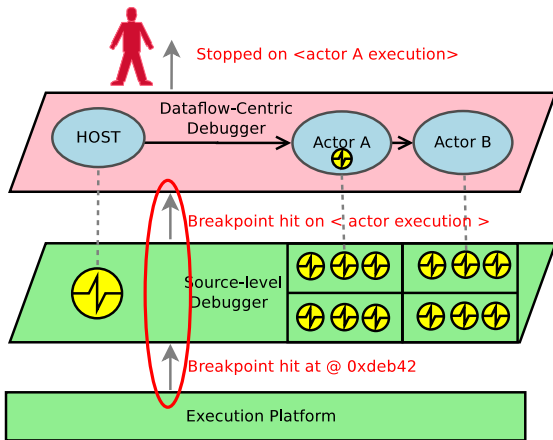 Stopped on <actor A execution>
Dataflow-Centric
Debugger
HOST
Actor A
Actor B
Breakpoint hit on < actor execution >
Source-level
Debugger
Breakpoint hit at @ 0xdeb42
Execution Platform